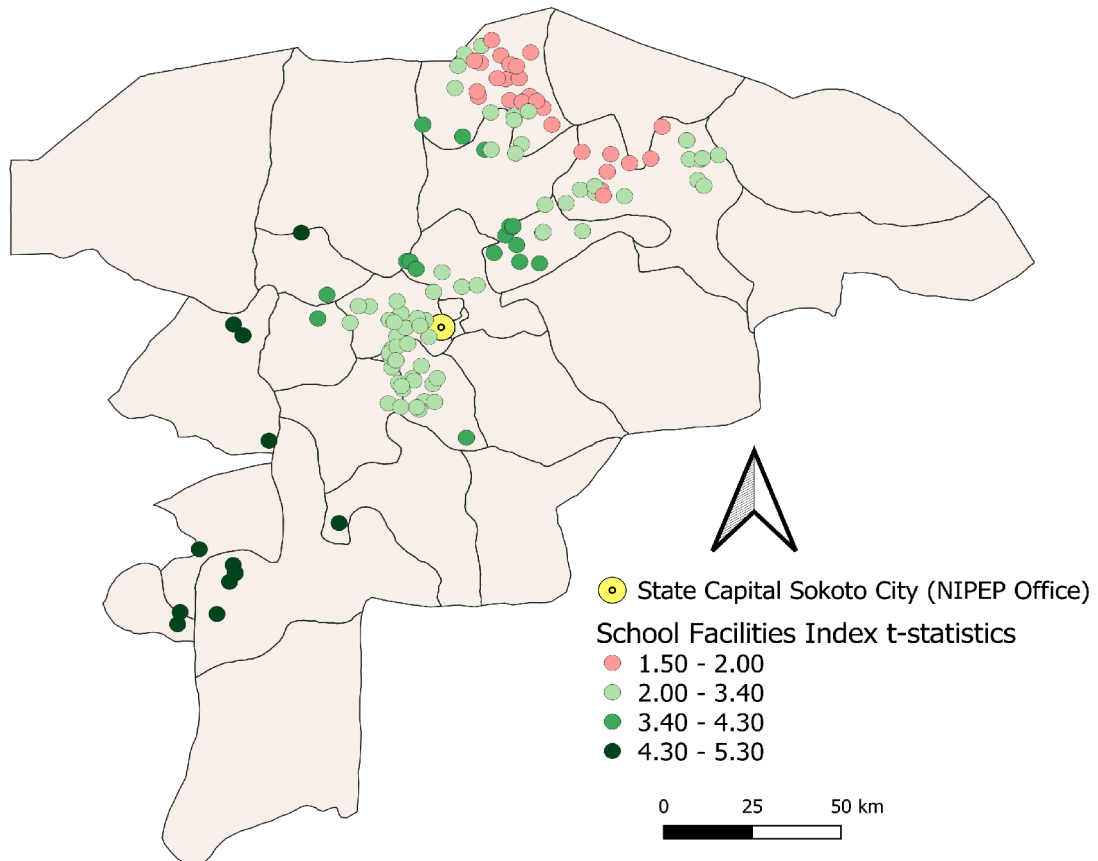 State Capital Sokoto City (NIPEP Office)
School Facilities Index t-statistics
1.50 - 2.00
2.00 - 3.40
3.40 - 4.30
4.30 - 5.30
0 25 50 km